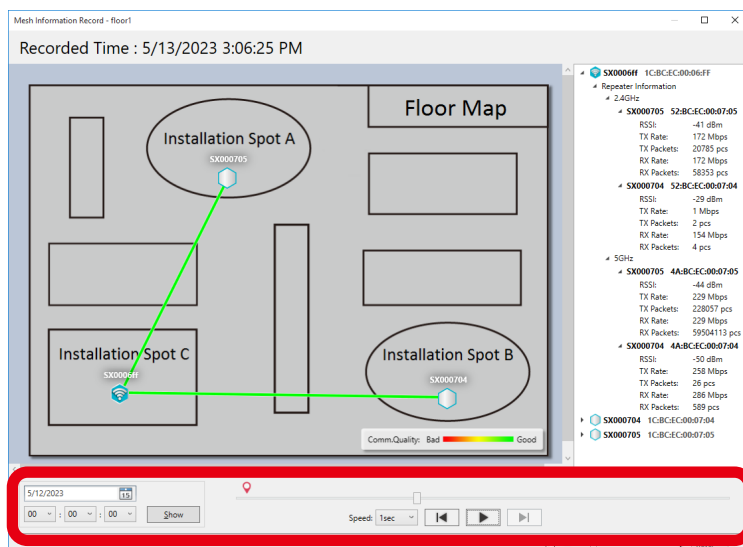 Mesh Information Record - floor1
Recorded Time : 5/13/2023 3:06:25 PM
Floor Map
Installation Spot A
SX000705
Installation Spot C
SX0006ff
Installation Spot B
SX000704
Comm.Quality: Bad Good
SX0006ff 1C:BC:EC:00:06:FF
Repeater Information
2.4GHz
SX000705 52:BC:EC:00:07:05
RSSI: -41 dBm
TX Rate: 172 Mbps
TX Packets: 20785 pcs
RX Rate: 172 Mbps
RX Packets: 58353 pcs
SX000704 52:BC:EC:00:07:04
RSSI: -29 dBm
TX Rate: 1 Mbps
TX Packets: 2 pcs
RX Rate: 154 Mbps
RX Packets: 4 pcs
5GHz
SX000705 4A:BC:EC:00:07:05
RSSI: -44 dBm
TX Rate: 229 Mbps
TX Packets: 228057 pcs
RX Rate: 229 Mbps
RX Packets: 59504113 pcs
SX000704 4A:BC:EC:00:07:04
RSSI: -50 dBm
TX Rate: 258 Mbps
TX Packets: 26 pcs
RX Rate: 286 Mbps
RX Packets: 589 pcs
SX000704 1C:BC:EC:00:07:04
SX000705 1C:BC:EC:00:07:05
5/12/2023 15
00 : 00 : 00 Show
Speed: 1sec